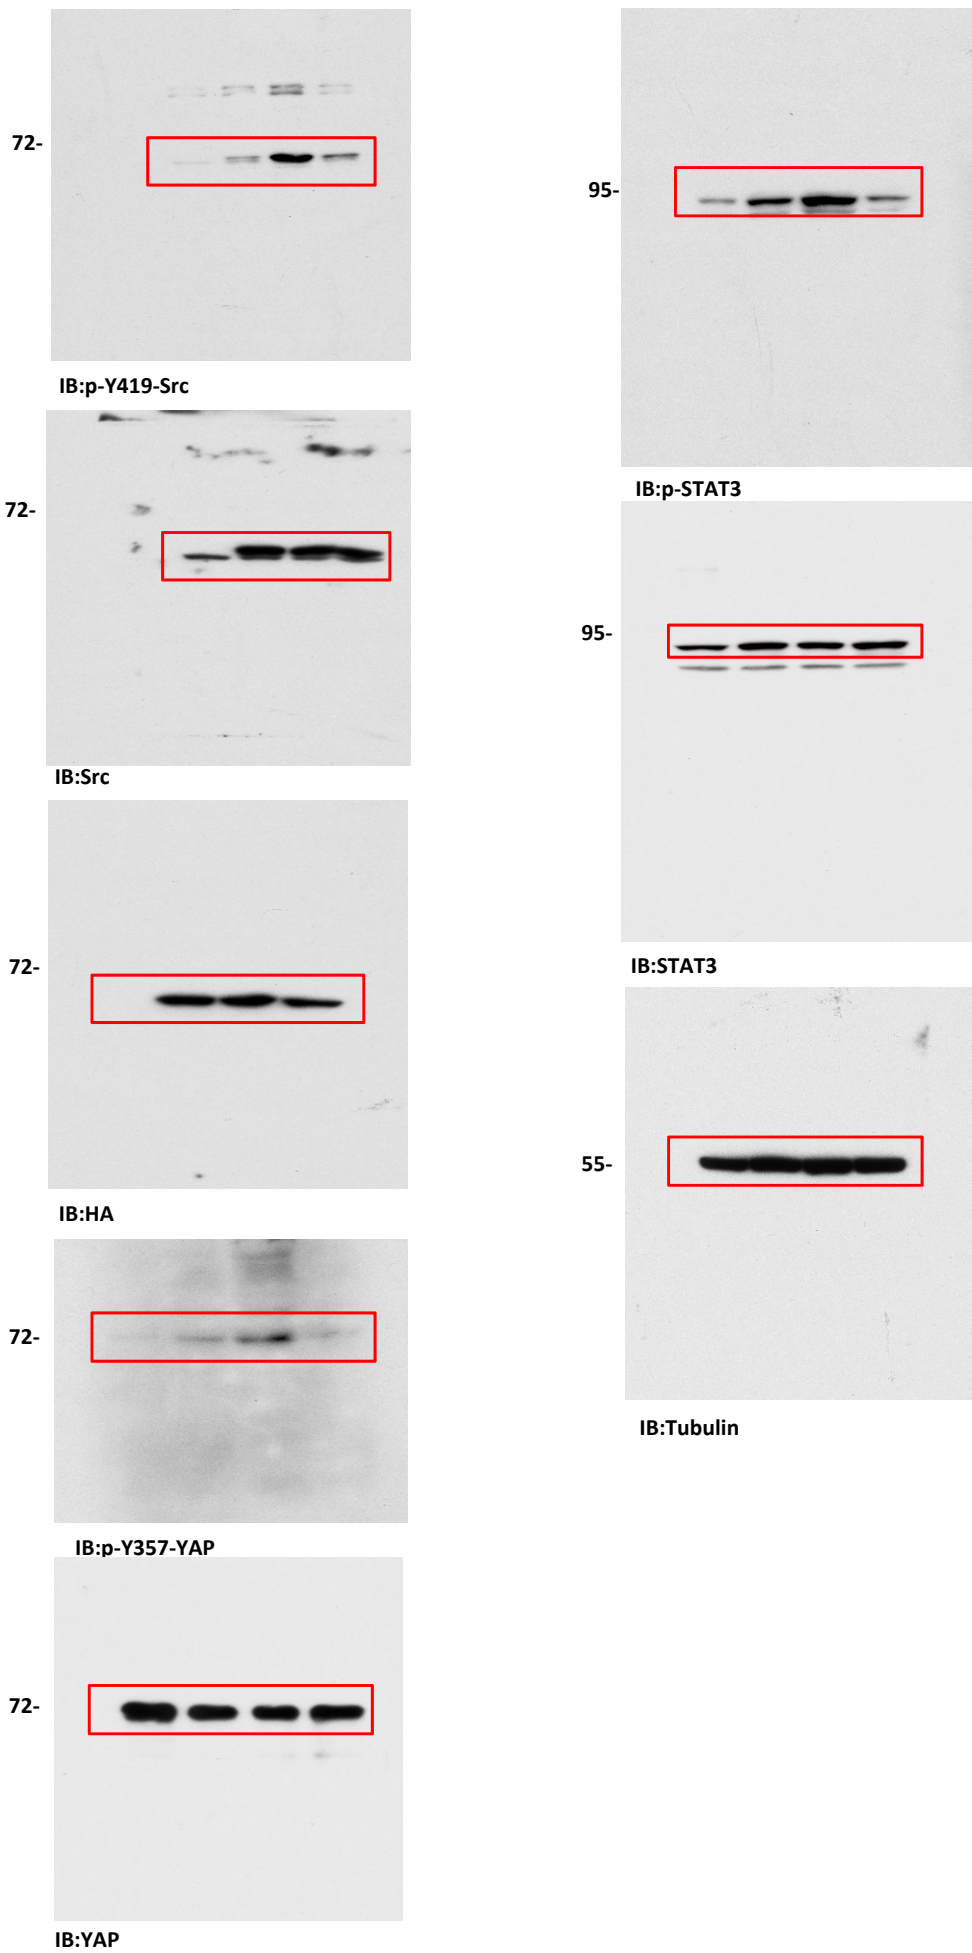 72-
IB:p-Y419-Src
72-
IB:Src
72-
IB:HA
72-
IB:p-Y357-YAP
72-
IB:YAP
95-
IB:p-STAT3
95-
IB:STAT3
55-
IB:Tubulin